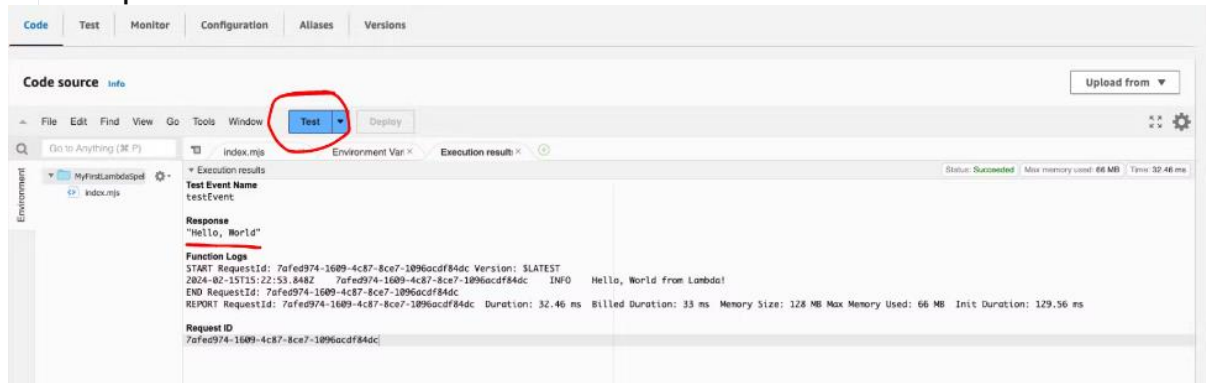 Code Test Monitor Configuration Aliases Versions
Code source Info
Upload from
File Edit Find View Go Tools Window Test Deploy
Go to Anything (⌘ P) index.mjs Environment Var × Execution results ×
Environment
Execution results
Status: Succeeded Max memory used: 66 MB Time: 32.46 ms
MyFirstLambdaSpel
index.mjs
Test Event Name
testEvent
Response
"Hello, World"
Function Logs
START RequestId: 7afed974-1609-4c87-8ce7-1096acdf84dc Version: $LATEST
2024-02-15T15:22:53.848Z 7afed974-1609-4c87-8ce7-1096acdf84dc INFO Hello, World from Lambda!
END RequestId: 7afed974-1609-4c87-8ce7-1096acdf84dc
REPORT RequestId: 7afed974-1609-4c87-8ce7-1096acdf84dc Duration: 32.46 ms Billed Duration: 33 ms Memory Size: 128 MB Max Memory Used: 66 MB Init Duration: 129.56 ms
Request ID
7afed974-1609-4c87-8ce7-1096acdf84dc